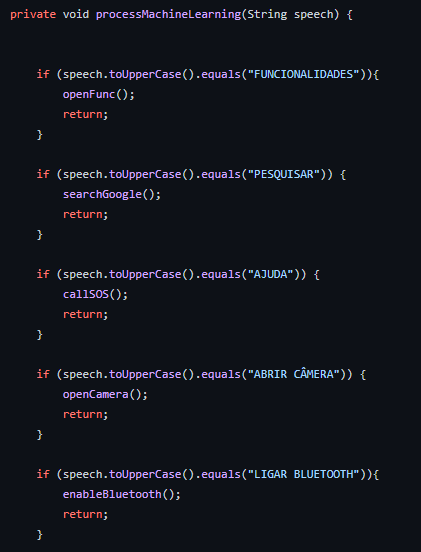 private void processMachineLearning(String speech) {
if (speech.toUpperCase().equals("FUNCIONALIDADES")){
openFunc();
return;
}
if (speech.toUpperCase().equals("PESQUISAR")) {
searchGoogle();
return;
}
if (speech.toUpperCase().equals("AJUDA")) {
callSOS();
return;
}
if (speech.toUpperCase().equals("ABRIR CÂMERA")) {
openCamera();
return;
}
if (speech.toUpperCase().equals("LIGAR BLUETOOTH")){
enableBluetooth();
return;
}